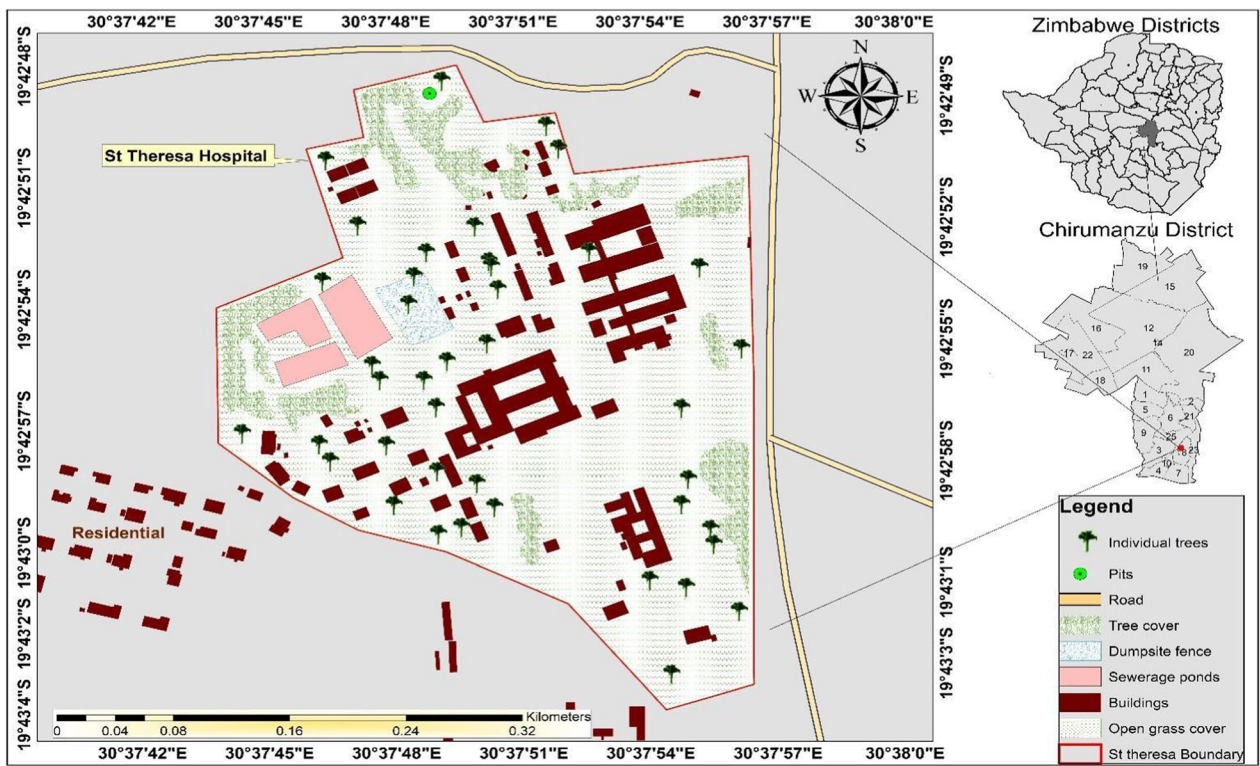 30°37'42"E 30°37'45"E 30°37'48"E 30°37'51"E 30°37'54"E 30°37'57"E 30°38'0"E
19°42'48"S
19°42'51"S
19°42'54"S
19°42'57"S
19°43'0"S
19°43'2"S
19°43'4"S
N
W
E
S
St Theresa Hospital
Residential
Kilometers
0 0.04 0.08 0.16 0.24 0.32
19°42'49"S
19°42'52"S
19°42'55"S
19°42'58"S
19°43'1"S
19°43'3"S
30°37'42"E 30°37'45"E 30°37'48"E 30°37'51"E 30°37'54"E 30°37'57"E 30°38'0"E
Zimbabwe Districts
Chirumanzu District
19
15
16
12
14
17
22
20
11
18
1
2
5
6
21
9
25
3
23
10
4
Legend
Individual trees
Pits
Road
Tree cover
Dumpsite fence
Sewerage ponds
Buildings
Open grass cover
St theresa Boundary